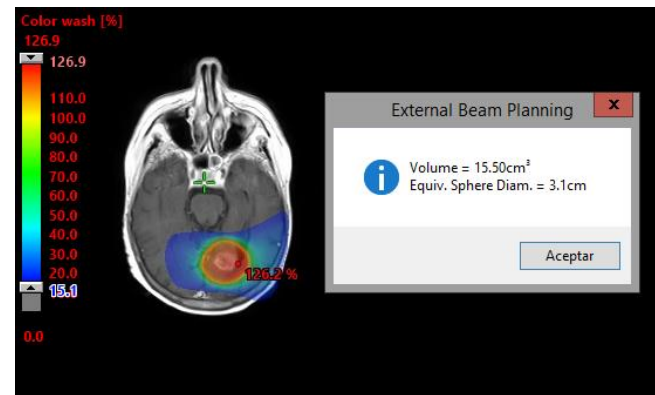 Color wash [%]
126.9
126.9
110.0
100.0
90.0
80.0
70.0
60.0
50.0
40.0
30.0
20.0
15.1
0.0
126.2 %
External Beam Planning
x
Volume = 15.50cm³
Equiv. Sphere Diam. = 3.1cm
Aceptar